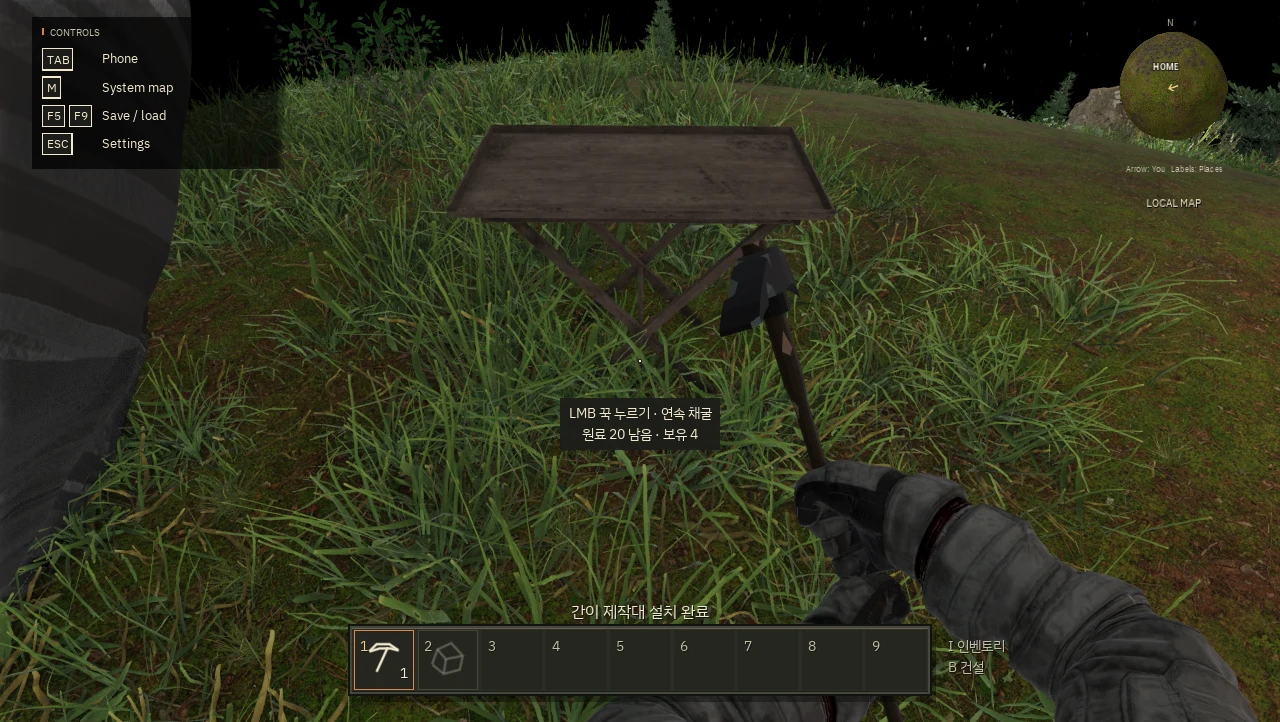 CONTROLS
TAB Phone
M System map
F5 F9 Save / load
ESC Settings
N
HOME
Arrow: You Labels: Places
LOCAL MAP
LMB 꾹 누르기 · 연속 채굴
원료 20 남음 · 보유 4
간이 제작대 설치 완료
1 1 2 3 4 5 6 7 8 9
I 인벤토리
B 건설